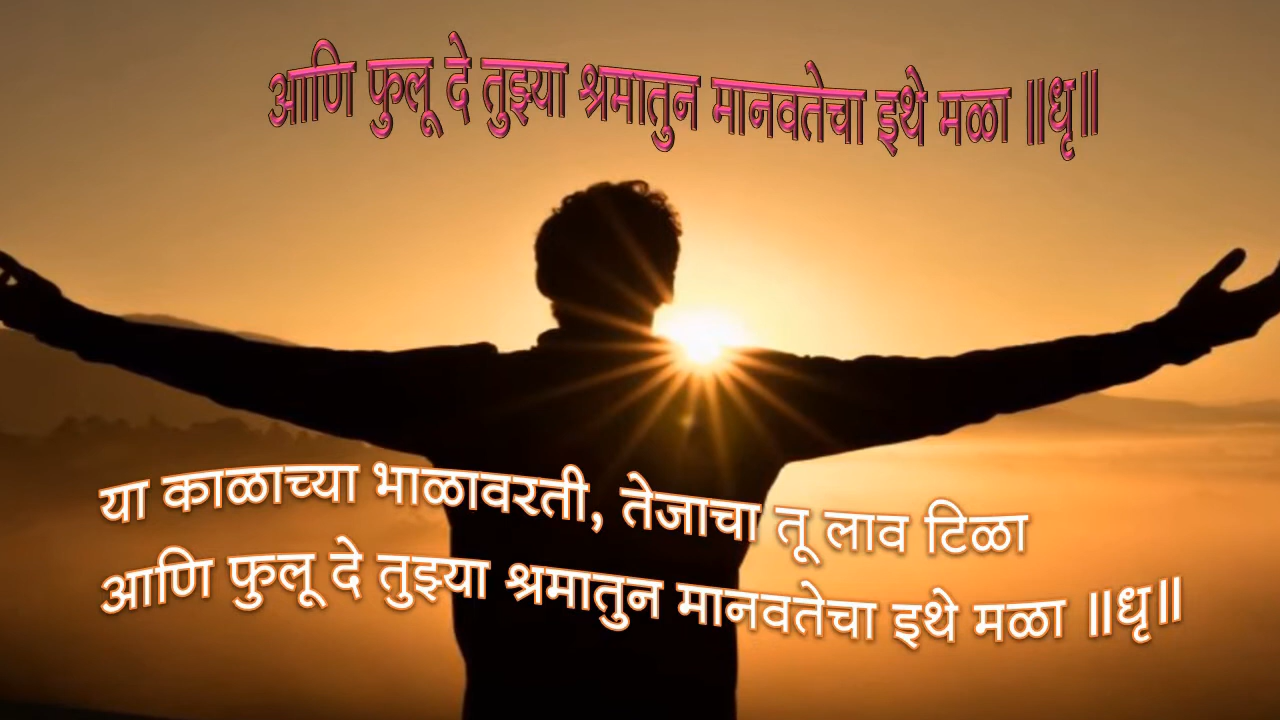 आणि फुलू दे तुझ्या श्रमातुन मानवतेचा इथे मळा ॥धृ॥
या काळाच्या भाळावरती, तेजाचा तू लाव टिळा
आणि फुलू दे तुझ्या श्रमातुन मानवतेचा इथे मळा ॥धृ॥